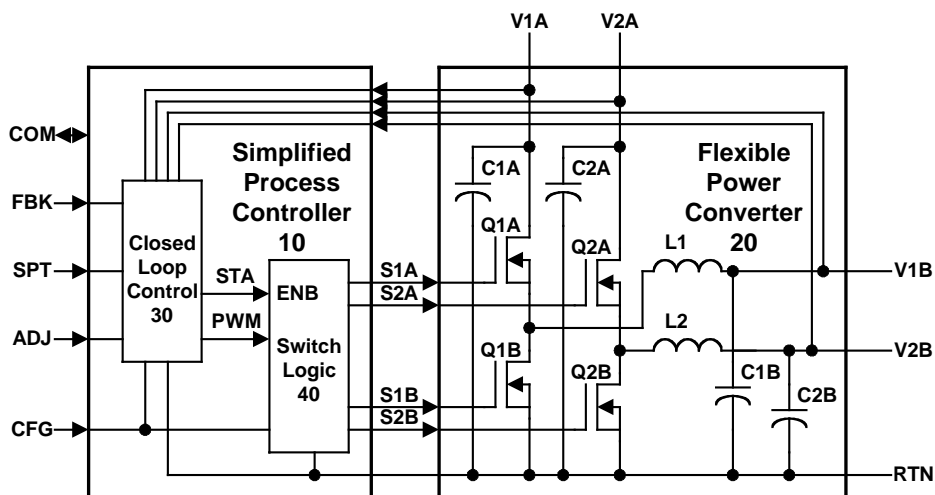 V1A
V2A
COM
FBK
SPT
ADJ
CFG
Simplified
Process
Controller
10
Closed
Loop
Control
30
STA
PWM
ENB
Switch
Logic
40
S1A
S2A
S1B
S2B
C1A
C2A
Q1A
Q2A
Q1B
Q2B
Flexible
Power
Converter
20
L1
L2
C1B
C2B
V1B
V2B
RTN